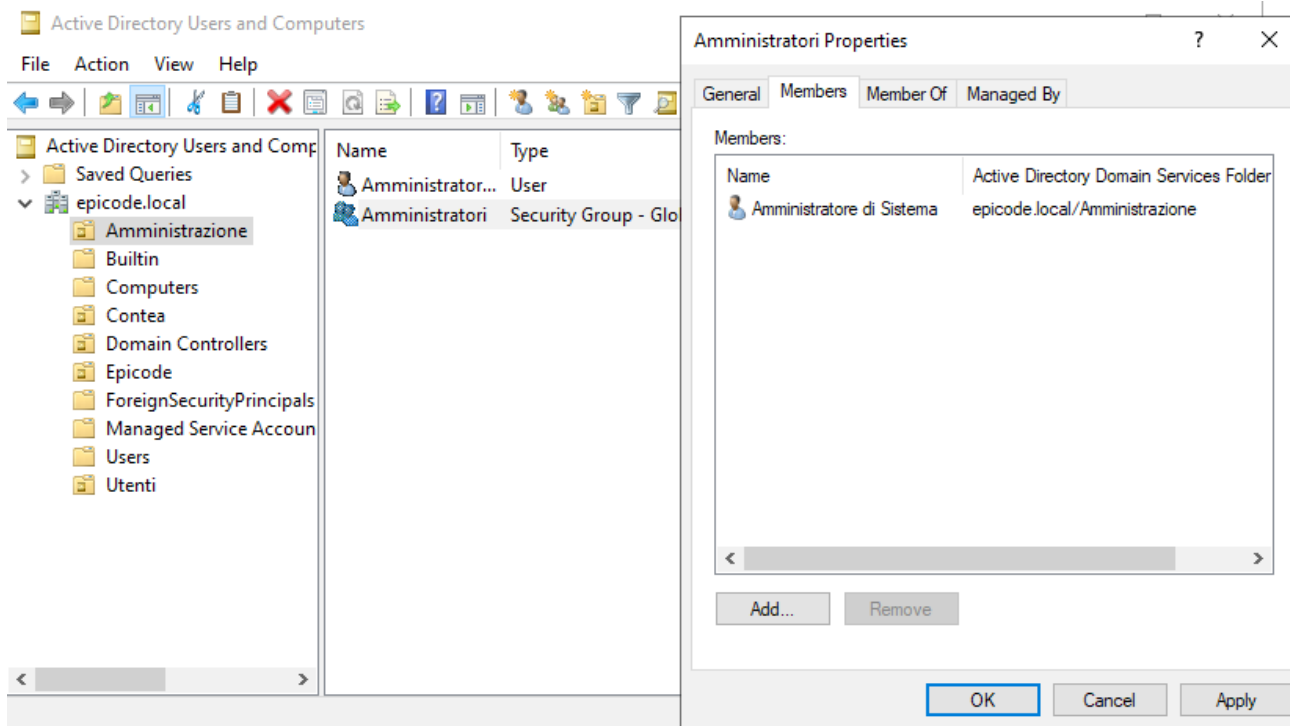 Active Directory Users and Computers
File Action View Help
Active Directory Users and Comp
Saved Queries
epicode.local
Amministrazione
Builtin
Computers
Contea
Domain Controllers
Epicode
ForeignSecurityPrincipals
Managed Service Accoun
Users
Utenti
Name Type
Amministrator... User
Amministratori Security Group - Glol
Amministratori Properties
General Members Member Of Managed By
Members:
Name Active Directory Domain Services Folder
Amministratore di Sistema epicode.local/Amministrazione
Add... Remove
OK Cancel Apply